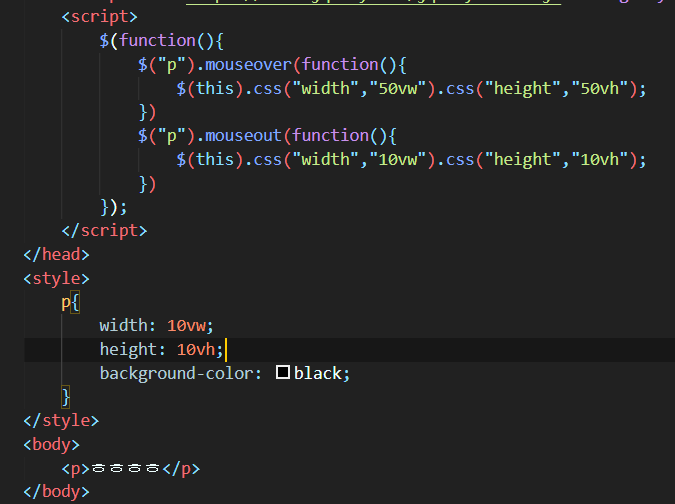 <script>
$(function(){
$("p").mouseover(function(){
$(this).css("width","50vw").css("height","50vh");
})
$("p").mouseout(function(){
$(this).css("width","10vw").css("height","10vh");
})
});
</script>
</head>
<style>
p{
width: 10vw;
height: 10vh;
background-color: black;
}
</style>
<body>
<p>ㅎㅎㅎㅎ</p>
</body>